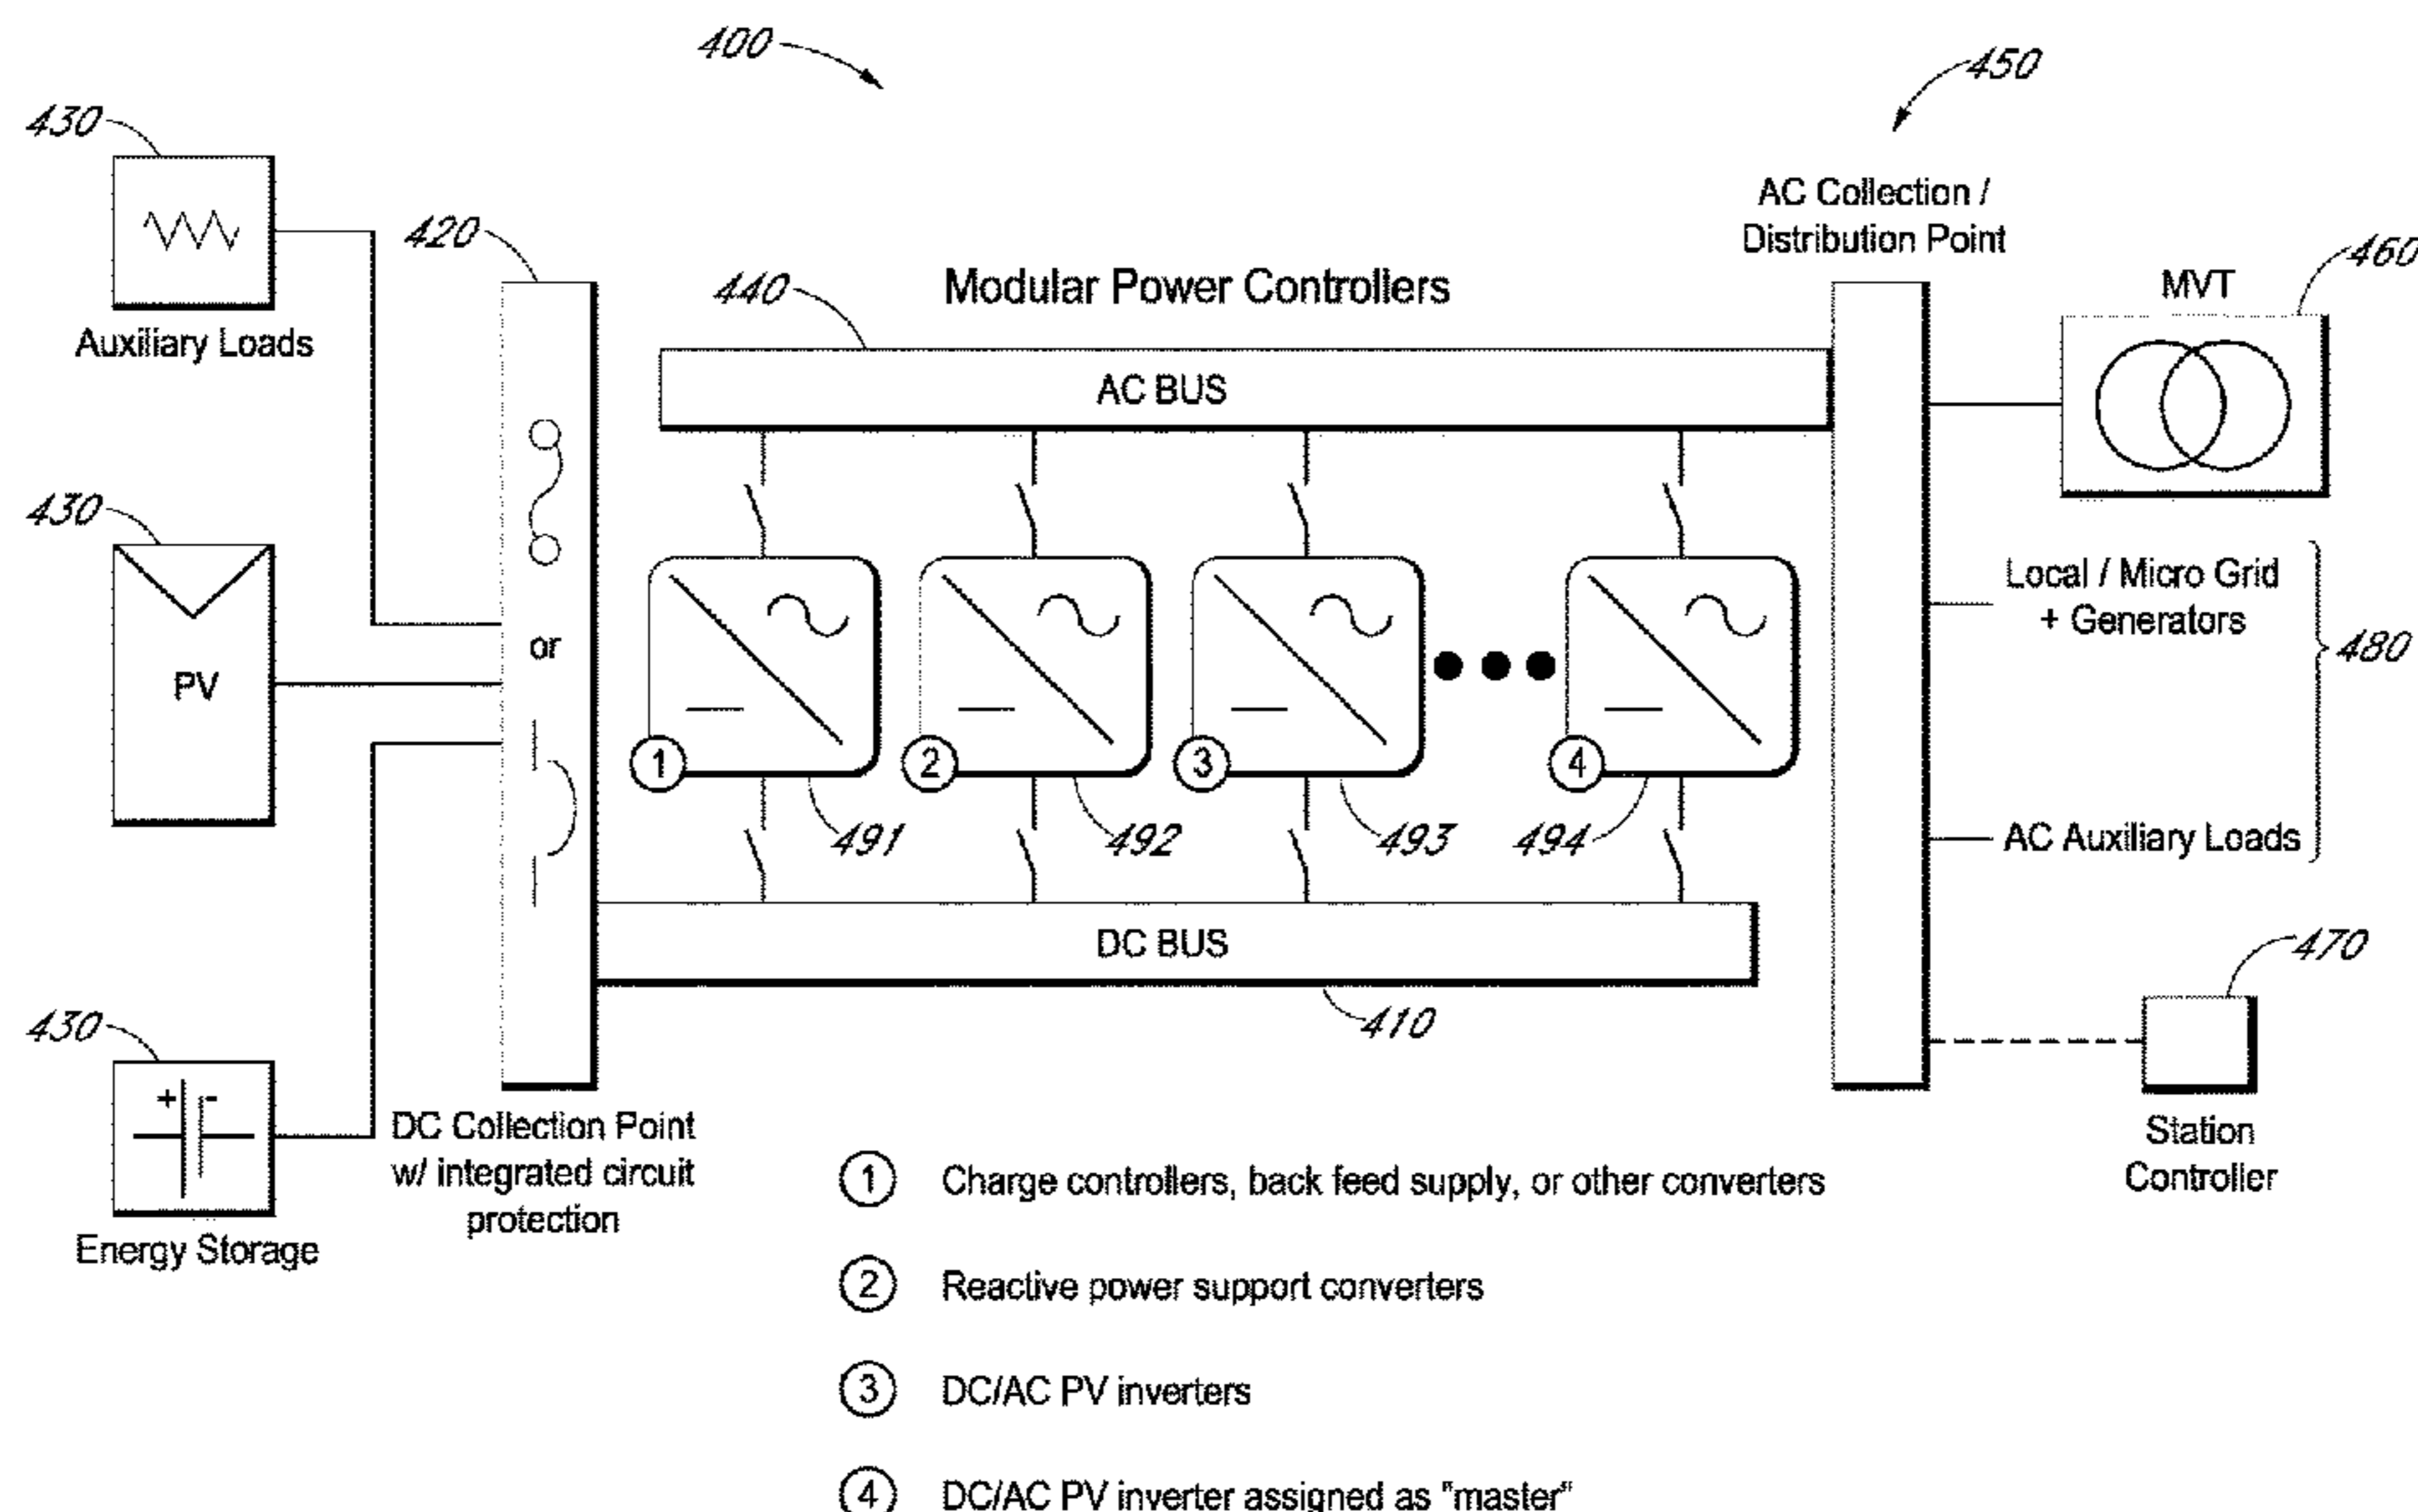 400
450
430
Auxiliary Loads
420
440
Modular Power Controllers
AC Collection /
Distribution Point
460
MVT
AC BUS
430
PV
or
Local / Micro Grid
+ Generators
480
1
2
3
4
491
492
493
494
AC Auxiliary Loads
DC BUS
410
470
430
+ -
Energy Storage
DC Collection Point
w/ integrated circuit
protection
Station
Controller
1 Charge controllers, back feed supply, or other converters
2 Reactive power support converters
3 DC/AC PV inverters
4 DC/AC PV inverter assigned as "master"